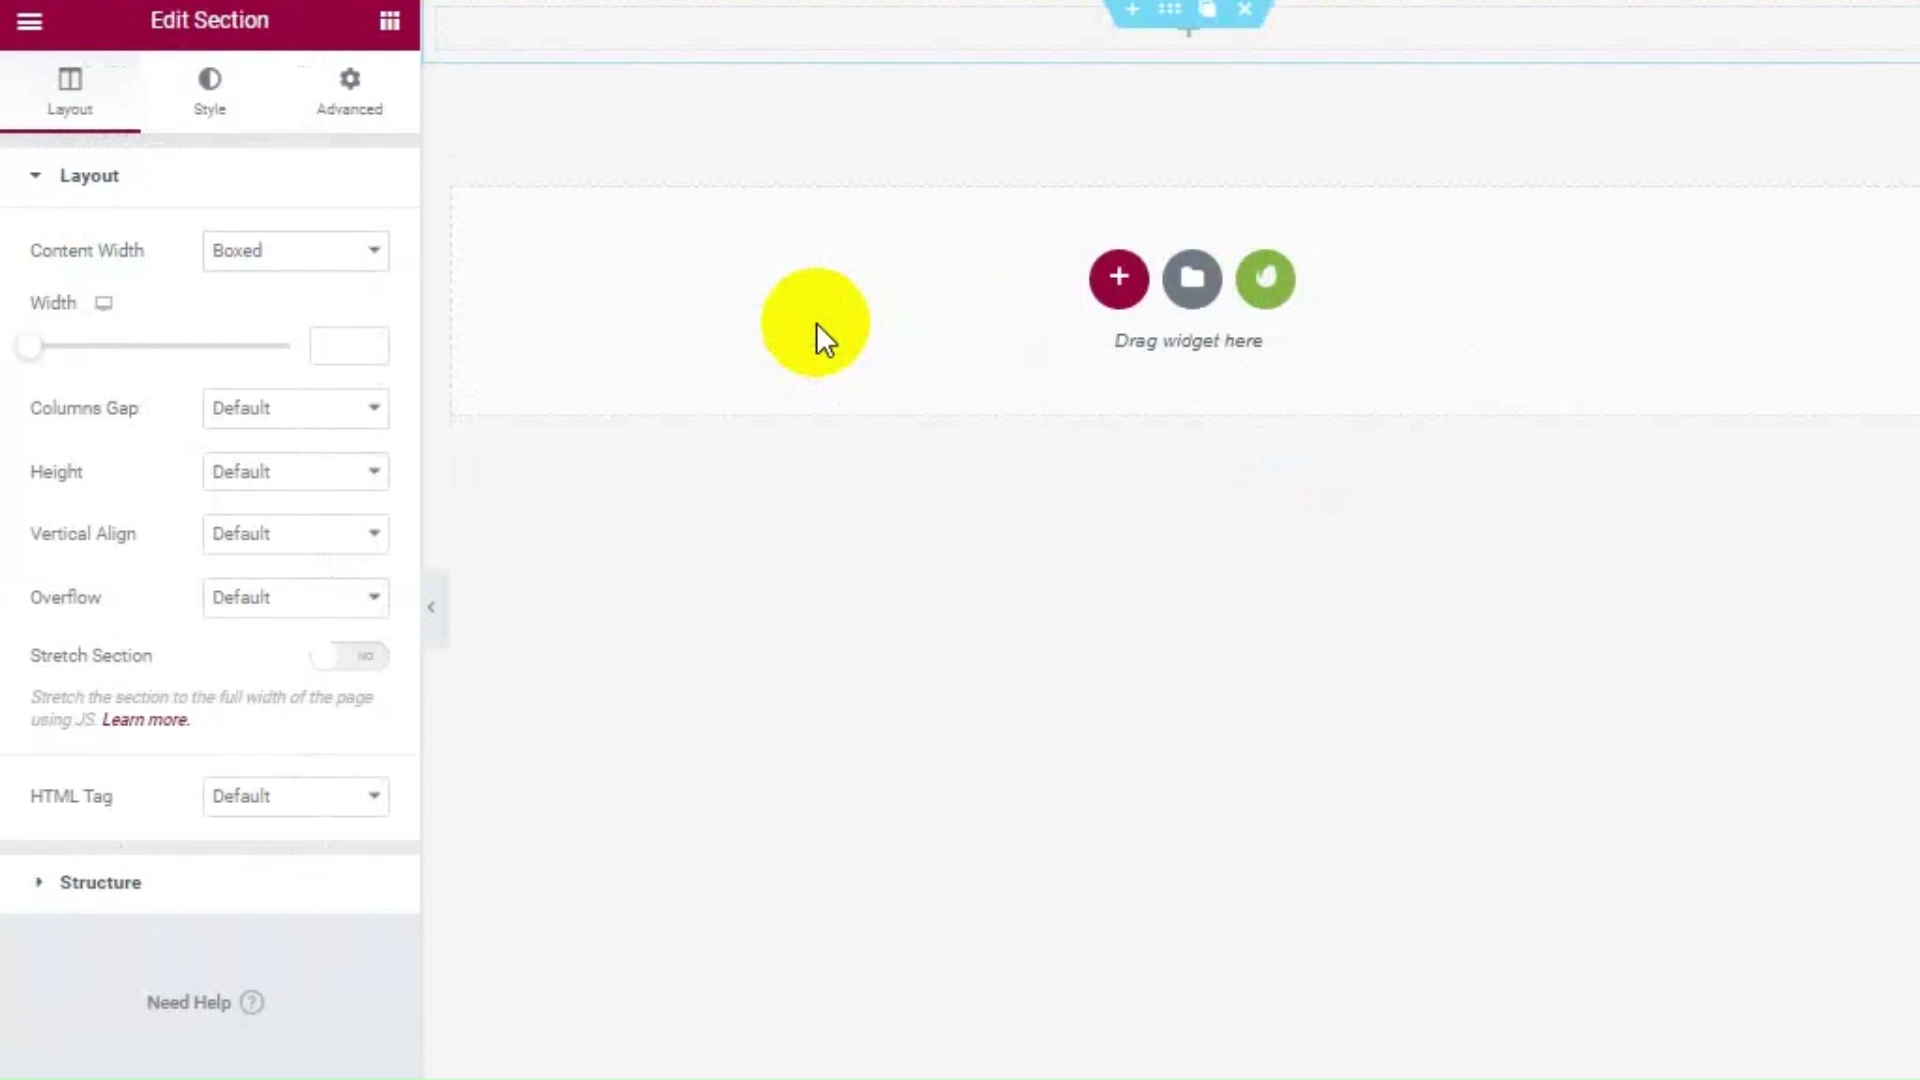 Edit Section
Layout
Style
Advanced
Layout
Content Width
Boxed
Width
Columns Gap
Default
Height
Default
Vertical Align
Default
Overflow
Default
Stretch Section
NO
Stretch the section to the full width of the page
using JS. Learn more.
HTML Tag
Default
Structure
Need Help ?
Drag widget here